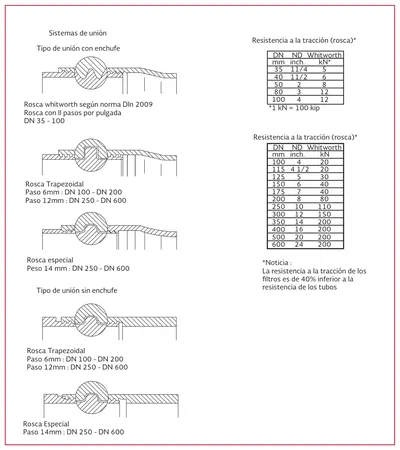 Sistemas de unión
Tipo de unión con enchufe
Rosca whitworth según norma DIn 2009
Rosca con II pasos por pulgada
DN 35 - 100
Rosca Trapezoidal
Paso 6mm : DN 100 - DN 200
Paso 12mm : DN 250 - DN 600
Rosca especial
Peso 14 mm : DN 250 - DN 600
Tipo de unión sin enchufe
Rosca Trapezoidal
Paso 6mm : DN 100 - DN 200
Paso 12mm : DN 250 - DN 600
Rosca Especial
Paso 14mm : DN 250 - DN 600
Resistencia a la tracción (rosca)*
DN ND Whitworth
mm inch. kN*
35 11/4 5
40 11/2 6
50 2 8
80 3 12
100 4 12
*1 kN = 100 kip
Resistencia a la tracción (rosca)*
DN ND Whitworth
mm inch. kN
100 4 20
115 4 1/2 20
125 5 30
150 6 40
175 7 40
200 8 80
250 10 110
300 12 150
350 14 200
400 16 200
500 20 200
600 24 200
*Noticia :
La resistencia a la tracción de los
filtros es de 40% inferior a la
resistencia de los tubos